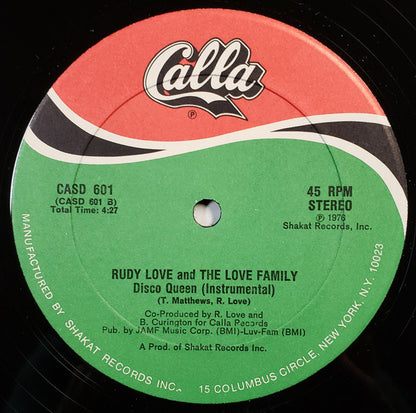 Calla
℗
CASD 601
(CASD 601 B)
Total Time: 4:27
45 RPM
STEREO
℗ 1976
Shakat Records, Inc.
RUDY LOVE and THE LOVE FAMILY
Disco Queen (Instrumental)
(T. Matthews, R. Love)
Co-Produced by R. Love and
B. Curington for Calla Records
Pub. by JAMF Music Corp. (BMI)-Luv-Fam (BMI)
A Prod. of Shakat Records, Inc.
MANUFACTURED BY SHAKAT RECORDS INC. 15 COLUMBUS CIRCLE, NEW YORK, N.Y. 10023